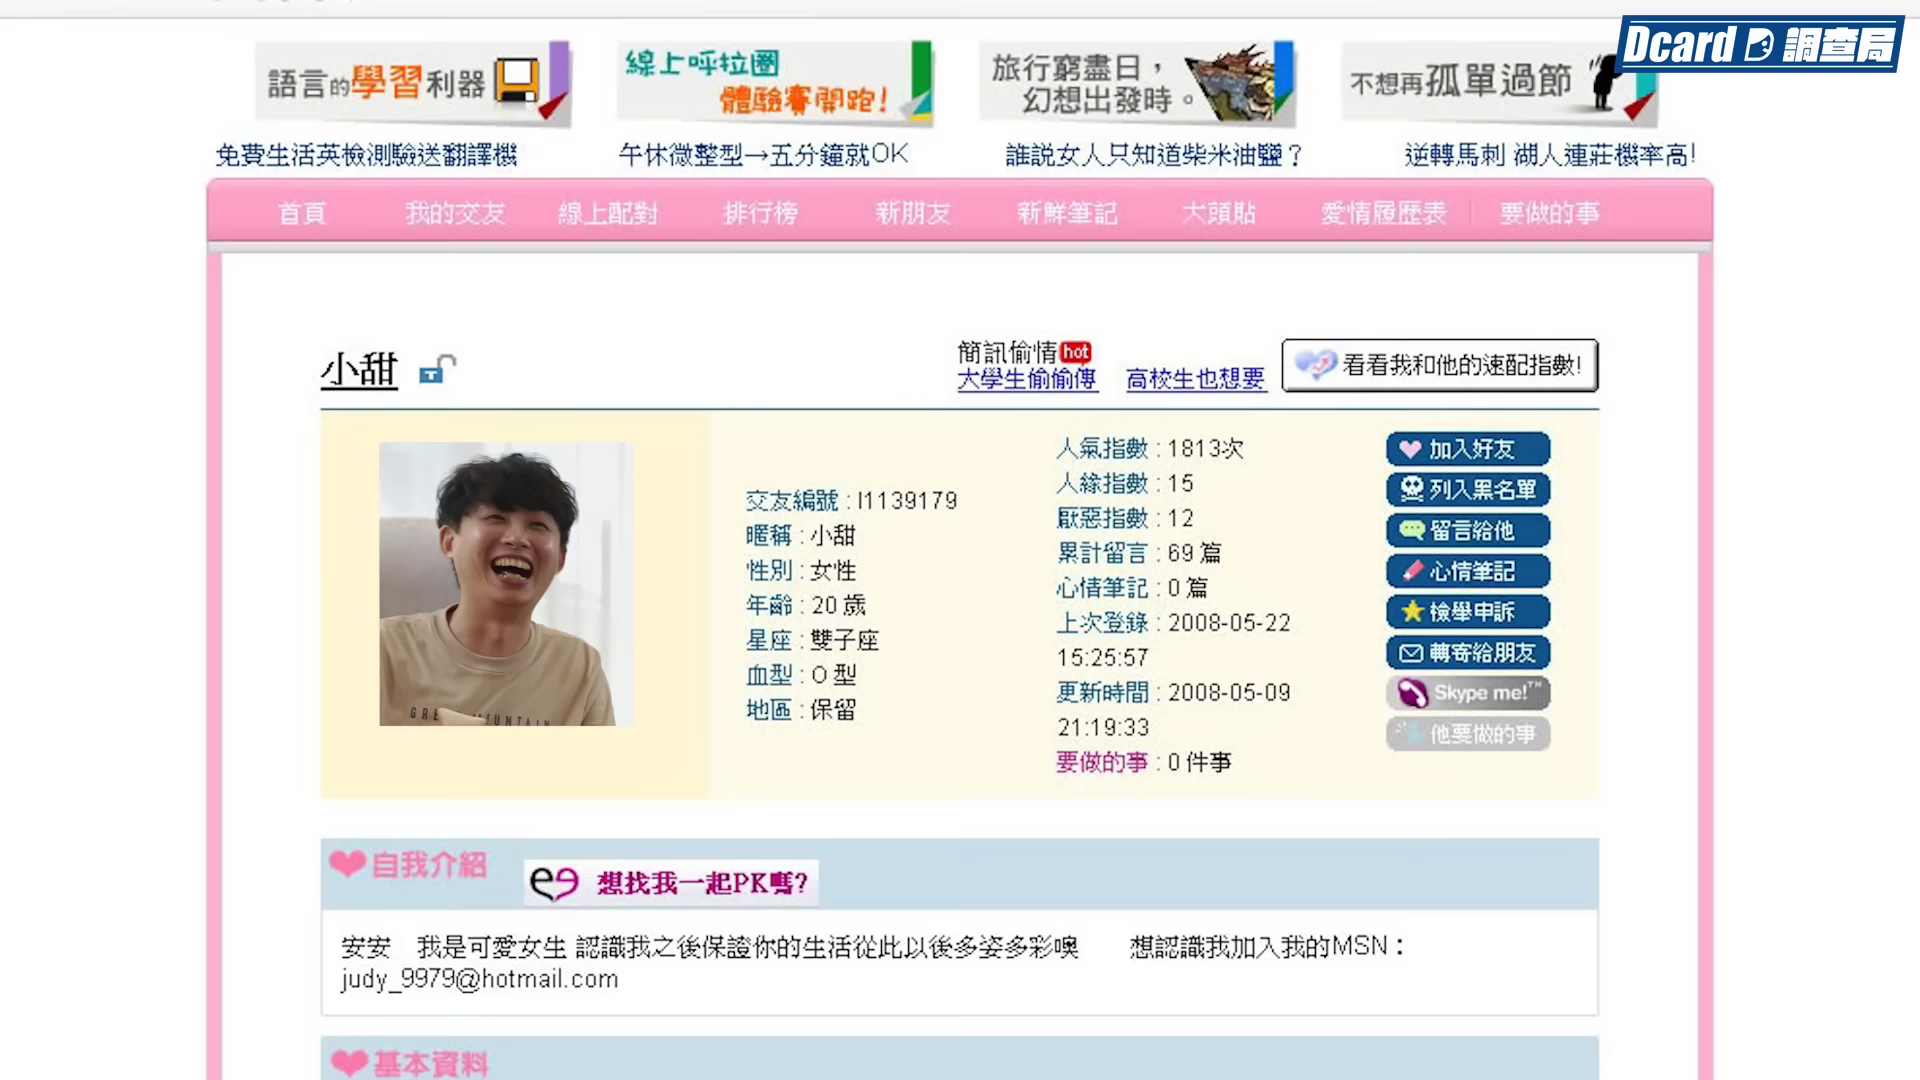 Dcard 調查局
語言的學習利器
線上呼拉圈
體驗賽開跑!
旅行窮盡日，
幻想出發時。
不想再孤單過節
免費生活英檢測驗送翻譯機
午休微整型→五分鐘就OK
誰說女人只知道柴米油鹽？
逆轉馬刺 湖人連莊機率高!
首頁 我的交友 線上配對 排行榜 新朋友 新鮮筆記 大頭貼 愛情履歷表 要做的事
小甜
簡訊偷情 hot
大學生偷偷傳
高校生也想要
看看我和他的速配指數!
交友編號 : I1139179
暱稱 : 小甜
性別 : 女性
年齡 : 20 歲
星座 : 雙子座
血型 : O 型
地區 : 保留
人氣指數 : 1813次
人緣指數 : 15
厭惡指數 : 12
累計留言 : 69 篇
心情筆記 : 0 篇
上次登錄 : 2008-05-22
15:25:57
更新時間 : 2008-05-09
21:19:33
要做的事 : 0 件事
加入好友
列入黑名單
留言給他
心情筆記
檢舉申訴
轉寄給朋友
Skype me!™
他要做的事
自我介紹
想找我一起PK嗎?
安安　我是可愛女生 認識我之後保證你的生活從此以後多姿多彩噢　　想認識我加入我的MSN：
judy_9979@hotmail.com
基本資料